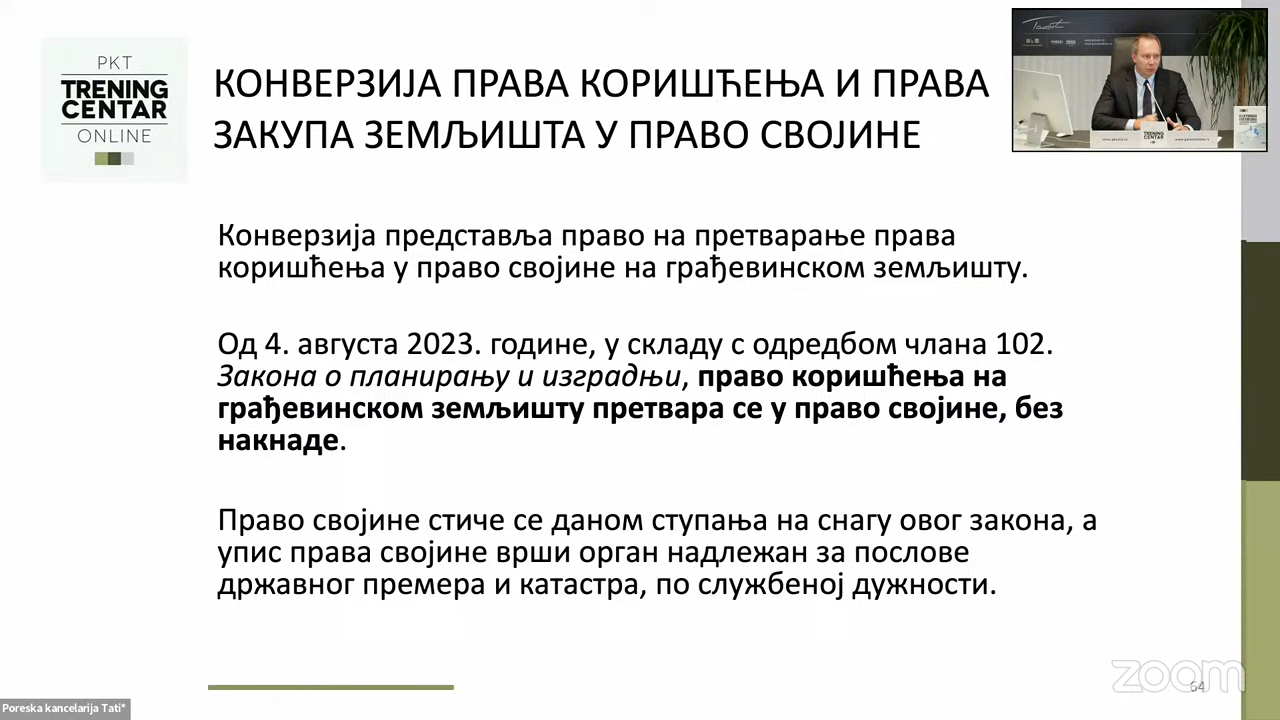 PKT
TRENING
CENTAR
ONLINE
КОНВЕРЗИЈА ПРАВА КОРИШЋЕЊА И ПРАВА
ЗАКУПА ЗЕМЉИШТА У ПРАВО СВОЈИНЕ
Конверзија представља право на претварање права
коришћења у право својине на грађевинском земљишту.
Од 4. августа 2023. године, у складу с одредбом члана 102.
Закона о планирању и изградњи, право коришћења на
грађевинском земљишту претвара се у право својине, без
накнаде.
Право својине стиче се даном ступања на снагу овог закона, а
упис права својине врши орган надлежан за послове
државног премера и катастра, по службеној дужности.
TRENING
CENTAR
zoom
64
Poreska kancelarija Tati*